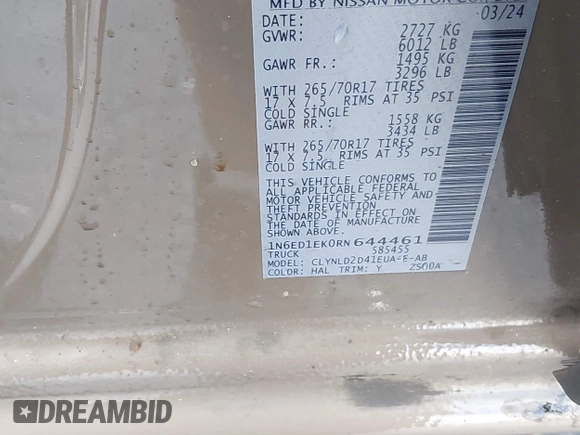 MFD BY NISSAN MOTOR CO.
DATE: 03/24
GVWR: 2727 KG
6012 LB
GAWR FR.: 1495 KG
3296 LB
WITH 265/70R17 TIRES
17 X 7.5 RIMS AT 35 PSI
COLD SINGLE
GAWR RR.: 1558 KG
3434 LB
WITH 265/70R17 TIRES
17 X 7.5 RIMS AT 35 PSI
COLD SINGLE
THIS VEHICLE CONFORMS TO
ALL APPLICABLE FEDERAL
MOTOR VEHICLE SAFETY AND
THEFT PREVENTION
STANDARDS IN EFFECT ON
THE DATE OF MANUFACTURE
SHOWN ABOVE.
1N6ED1EK0RN644461
TRUCK 585455
MODEL: CLYNLD2D41EUA-E-AB
COLOR: HAL TRIM: Y
DREAMBID